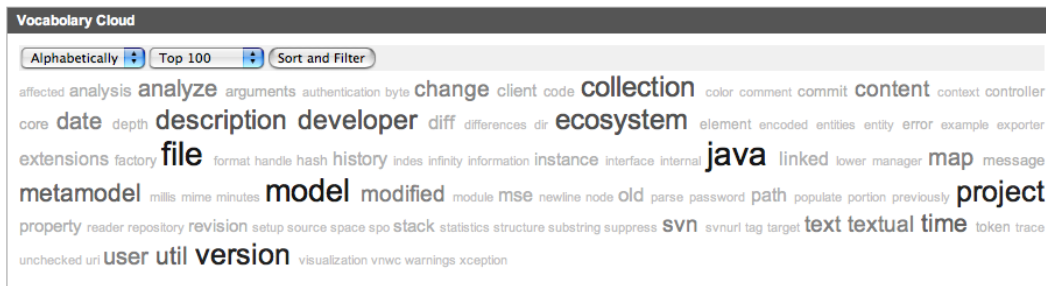 Vocabolary Cloud
Alphabetically Top 100 Sort and Filter
affected analysis analyze arguments authentication byte change client code collection color comment commit content context controller
core date depth description developer diff differences dir ecosystem element encoded entities entity error example exporter
extensions factory file format handle hash history indes infinity information instance interface internal java linked lower manager map message
metamodel millis mime minutes model modified module mse newline node old parse password path populate portion previously project
property reader repository revision setup source space spo stack statistics structure substring suppress svn svnurl tag target text textual time token trace
unchecked uri user util version visualization vnwc warnings xception